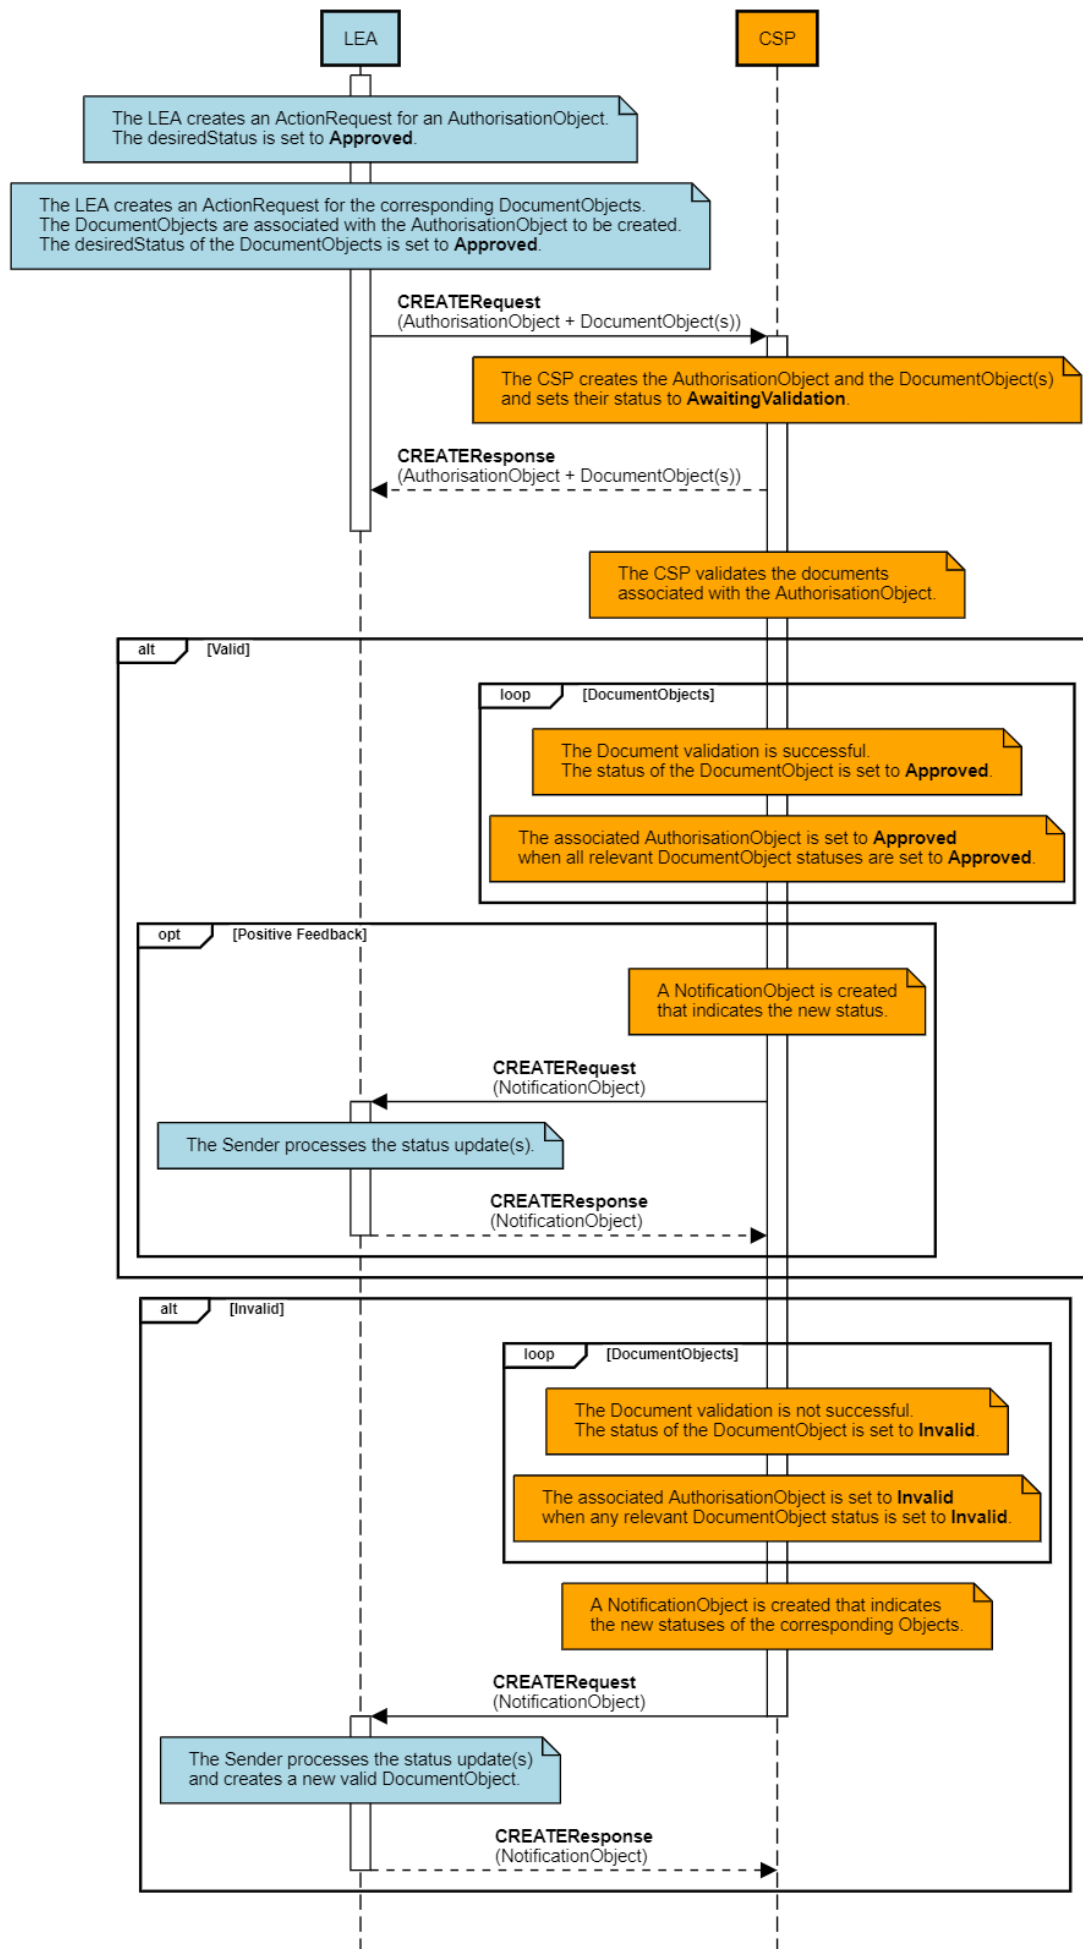 LEA
CSP
The LEA creates an ActionRequest for an AuthorisationObject.
The desiredStatus is set to Approved.
The LEA creates an ActionRequest for the corresponding DocumentObjects.
The DocumentObjects are associated with the AuthorisationObject to be created.
The desiredStatus of the DocumentObjects is set to Approved.
CREATERequest
(AuthorisationObject + DocumentObject(s))
The CSP creates the AuthorisationObject and the DocumentObject(s)
and sets their status to AwaitingValidation.
CREATEResponse
(AuthorisationObject + DocumentObject(s))
The CSP validates the documents
associated with the AuthorisationObject.
alt
[Valid]
loop
[DocumentObjects]
The Document validation is successful.
The status of the DocumentObject is set to Approved.
The associated AuthorisationObject is set to Approved
when all relevant DocumentObject statuses are set to Approved.
opt
[Positive Feedback]
A NotificationObject is created
that indicates the new status.
CREATERequest
(NotificationObject)
The Sender processes the status update(s).
CREATEResponse
(NotificationObject)
alt
[Invalid]
loop
[DocumentObjects]
The Document validation is not successful.
The status of the DocumentObject is set to Invalid.
The associated AuthorisationObject is set to Invalid
when any relevant DocumentObject status is set to Invalid.
A NotificationObject is created that indicates
the new statuses of the corresponding Objects.
CREATERequest
(NotificationObject)
The Sender processes the status update(s)
and creates a new valid DocumentObject.
CREATEResponse
(NotificationObject)